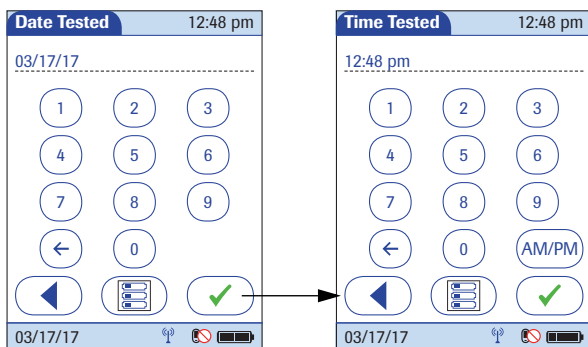 Date Tested 12:48 pm
03/17/17
1 2 3
4 5 6
7 8 9
0
03/17/17
Time Tested 12:48 pm
12:48 pm
1 2 3
4 5 6
7 8 9
0 AM/PM
03/17/17